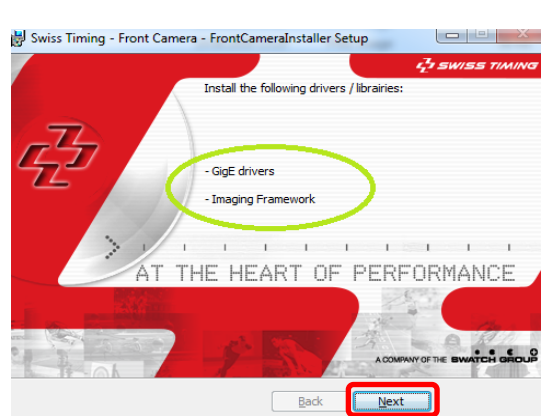 Swiss Timing - Front Camera - FrontCameraInstaller Setup
SWISS TIMING
Install the following drivers / librairies:
- GigE drivers
- Imaging Framework
AT THE HEART OF PERFORMANCE
A COMPANY OF THE SWATCH GROUP
Back
Next